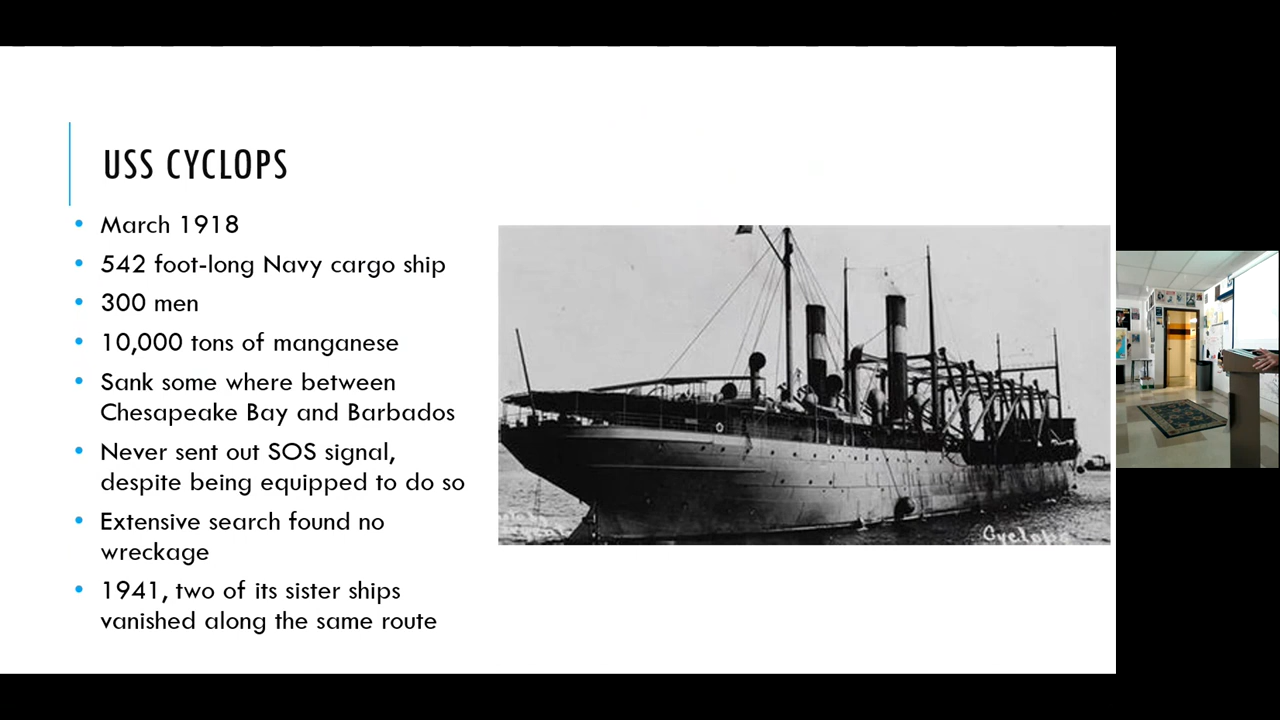 USS CYCLOPS
• March 1918
• 542 foot-long Navy cargo ship
• 300 men
• 10,000 tons of manganese
• Sank some where between
Chesapeake Bay and Barbados
• Never sent out SOS signal,
despite being equipped to do so
• Extensive search found no
wreckage
• 1941, two of its sister ships
vanished along the same route
Cyclops